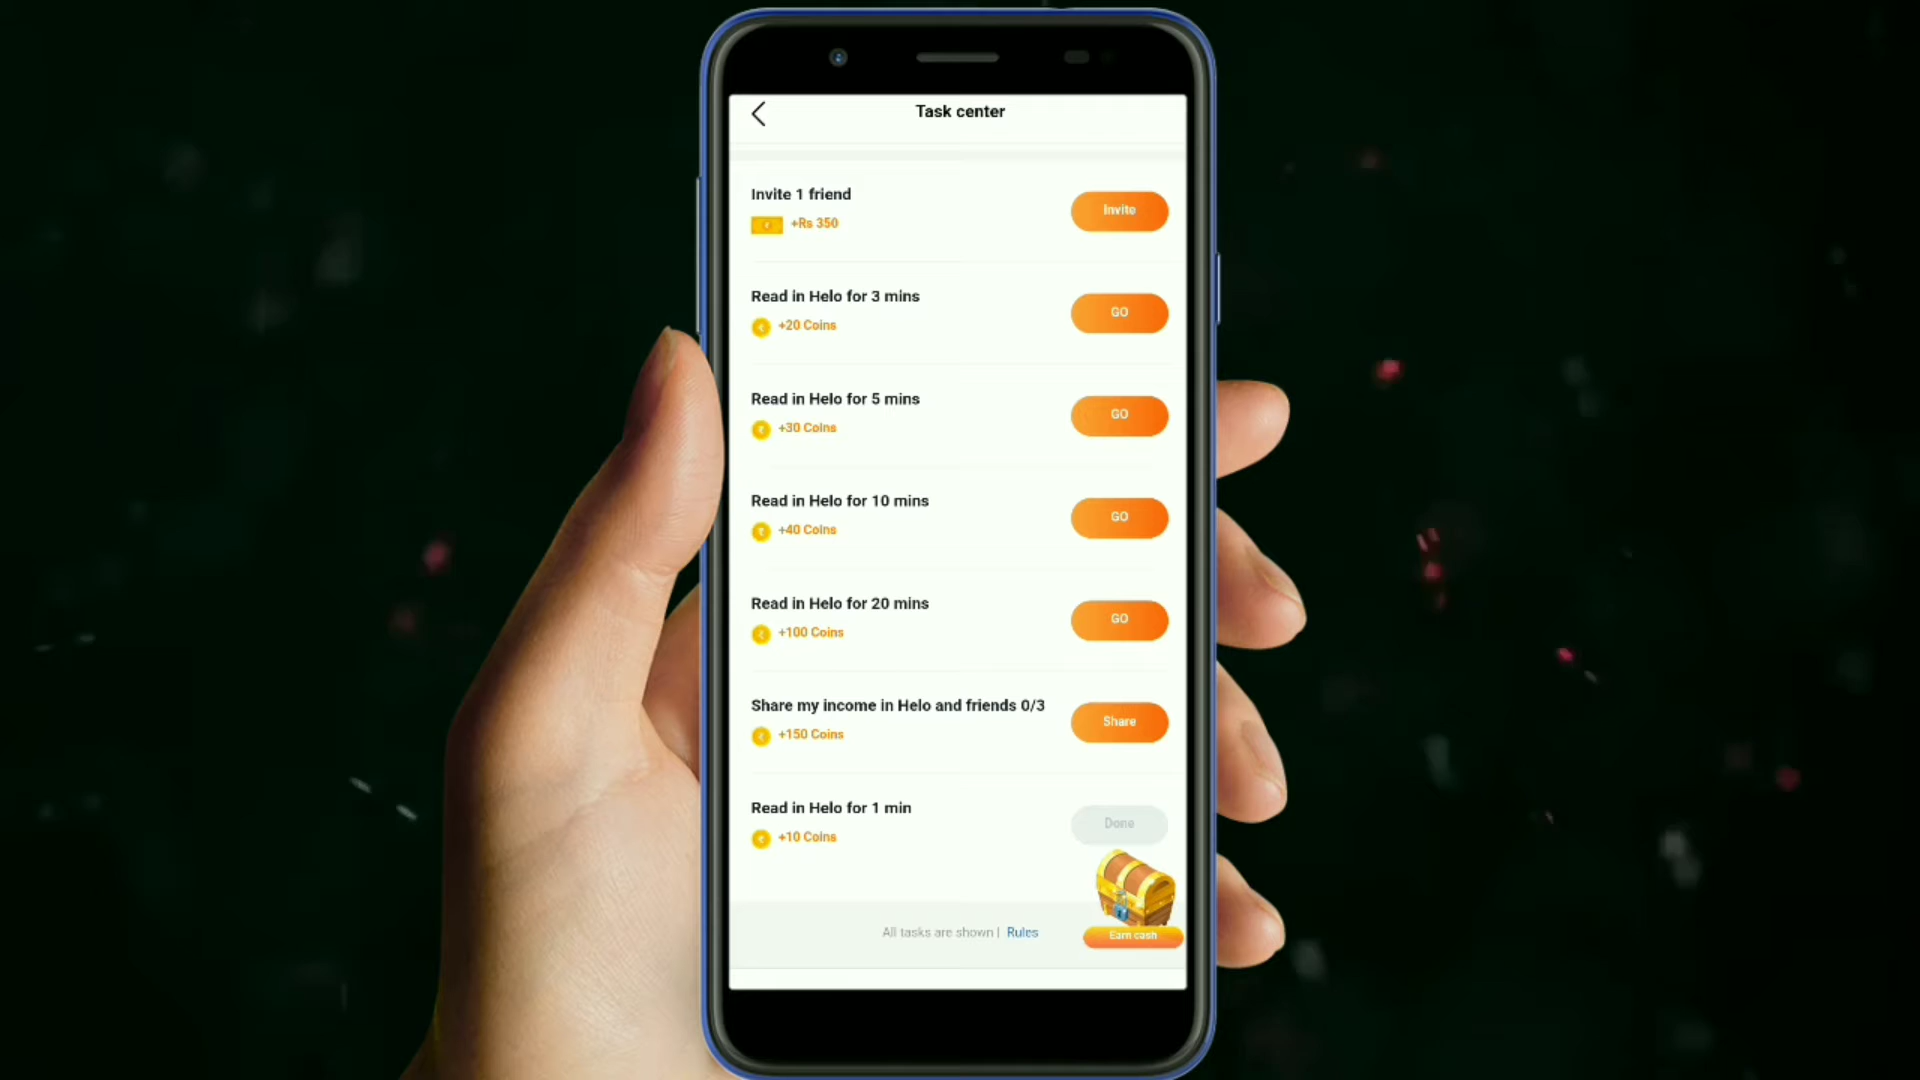 Task center
Invite 1 friend
+Rs 350
Invite
Read in Helo for 3 mins
+20 Coins
GO
Read in Helo for 5 mins
+30 Coins
GO
Read in Helo for 10 mins
+40 Coins
GO
Read in Helo for 20 mins
+100 Coins
GO
Share my income in Helo and friends 0/3
+150 Coins
Share
Read in Helo for 1 min
+10 Coins
Done
All tasks are shown | Rules
Earn cash